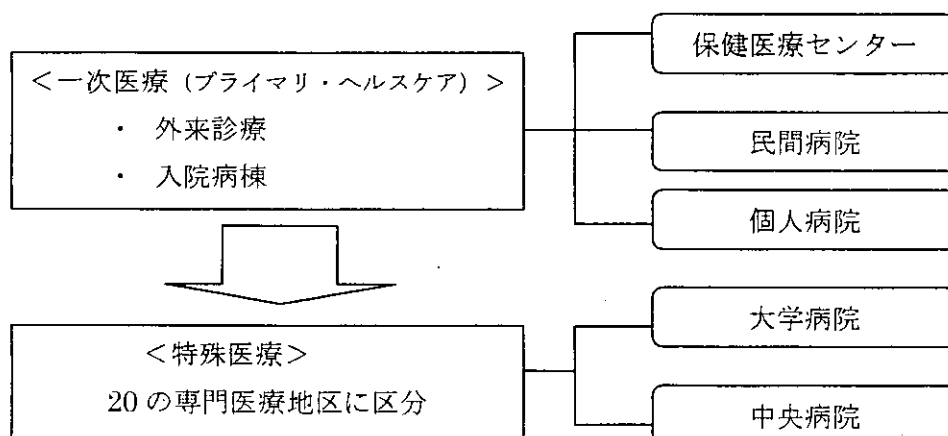 ＜一次医療（プライマリ・ヘルスケア）＞
・ 外来診療
・ 入院病棟
保健医療センター
民間病院
個人病院
＜特殊医療＞
20 の専門医療地区に区分
大学病院
中央病院